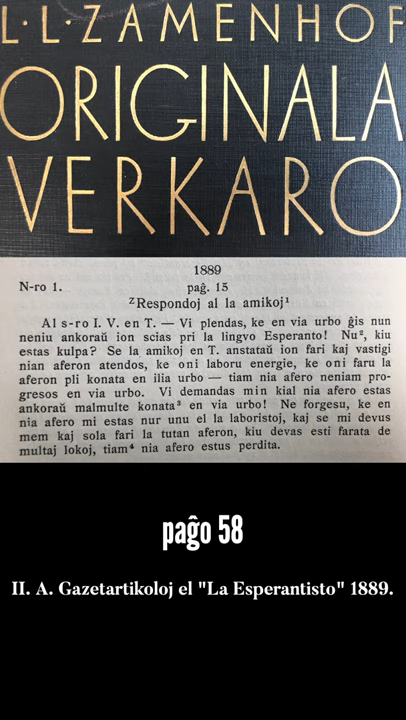 L·L·ZAMENHOF
ORIGINALA
VERKARO
1889
N-ro 1. paĝ. 15
ᶻRespondoj al la amikoj¹
Al s-ro I. V. en T. — Vi plendas, ke en via urbo ĝis nun
neniu ankoraŭ ion scias pri la lingvo Esperanto! Nu², kiu
estas kulpa? Se la amikoj en T. anstataŭ ion fari kaj vastigi
nian aferon atendos, ke oni laboru energie, ke oni faru la
aferon pli konata en ilia urbo — tiam nia afero neniam pro-
gresos en via urbo. Vi demandas min kial nia afero estas
ankoraŭ malmulte konata³ en via urbo! Ne forgesu, ke en
nia afero mi estas nur unu el la laboristoj, kaj se mi devus
mem kaj sola fari la tutan aferon, kiu devas esti farata de
multaj lokoj, tiam⁴ nia afero estus perdita.
paĝo 58
II. A. Gazetartikoloj el "La Esperantisto" 1889.